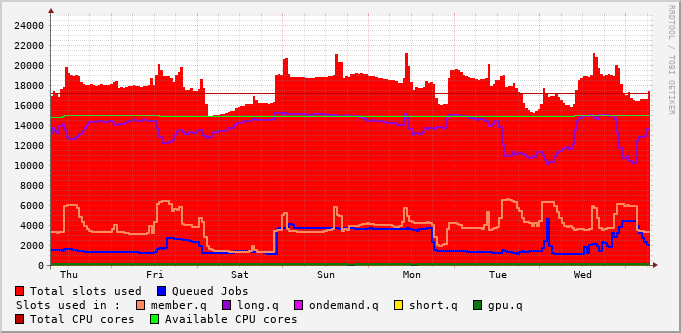 RRDTOOL / TOBI OETIKER
24000
22000
20000
18000
16000
14000
12000
10000
8000
6000
4000
2000
0
Thu Fri Sat Sun Mon Tue Wed
Total slots used Queued Jobs
Slots used in : member.q long.q ondemand.q short.q gpu.q
Total CPU cores Available CPU cores